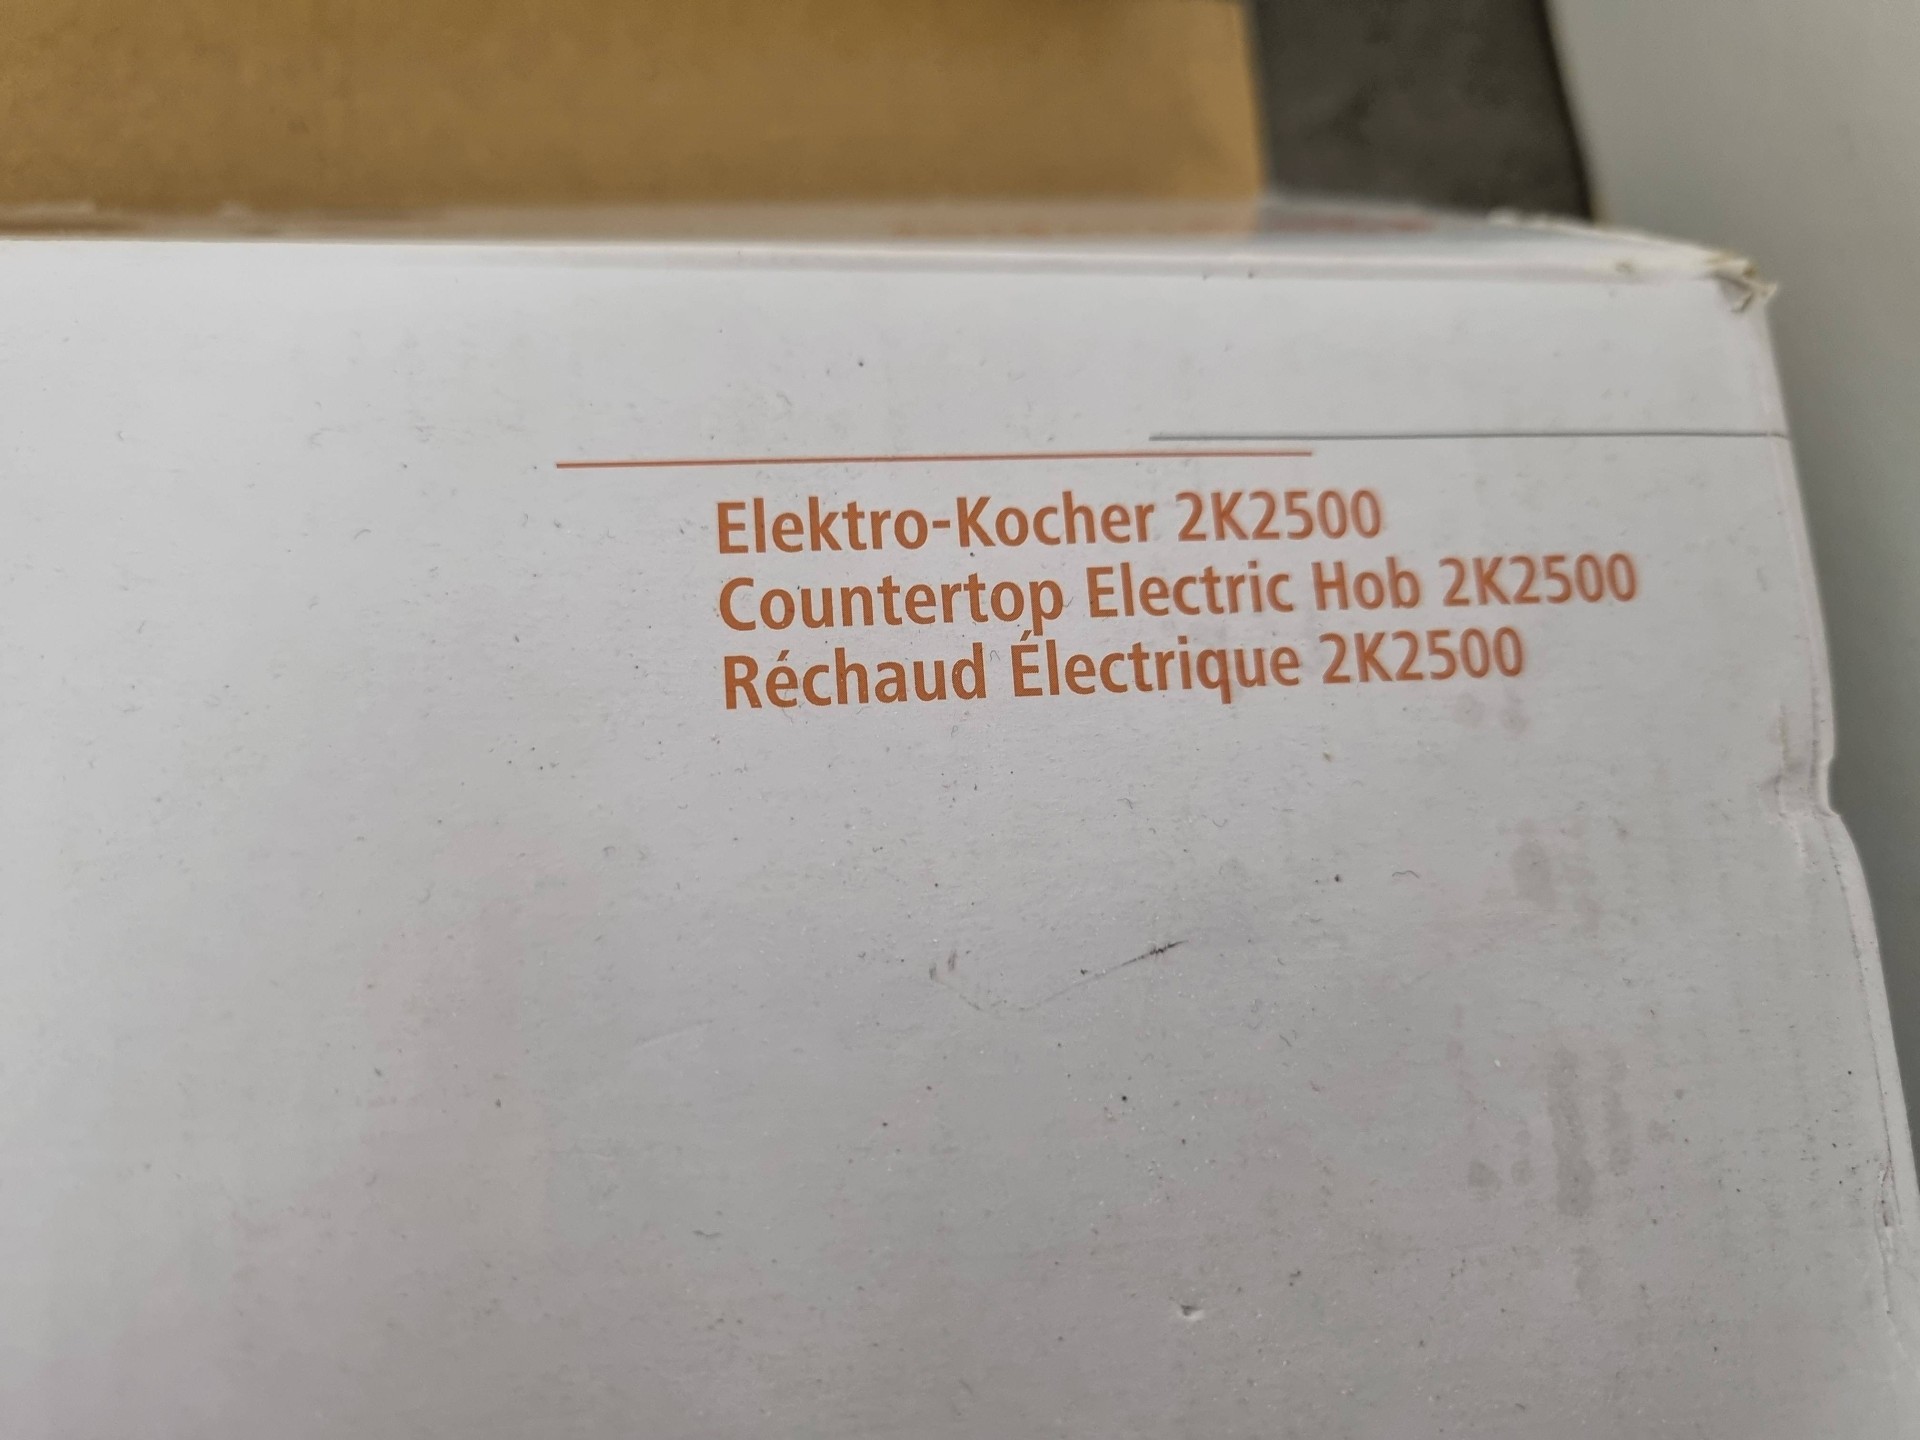 Elektro-Kocher 2K2500
Countertop Electric Hob 2K2500
Réchaud Électrique 2K2500